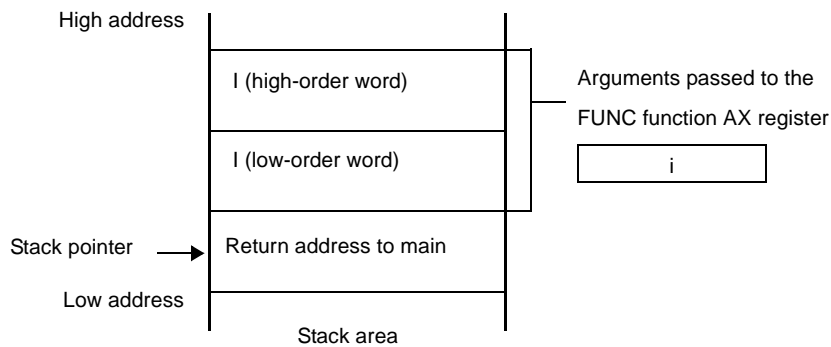 High address
I (high-order word)
Arguments passed to the
FUNC function AX register
I (low-order word)
i
Stack pointer
Return address to main
Low address
Stack area